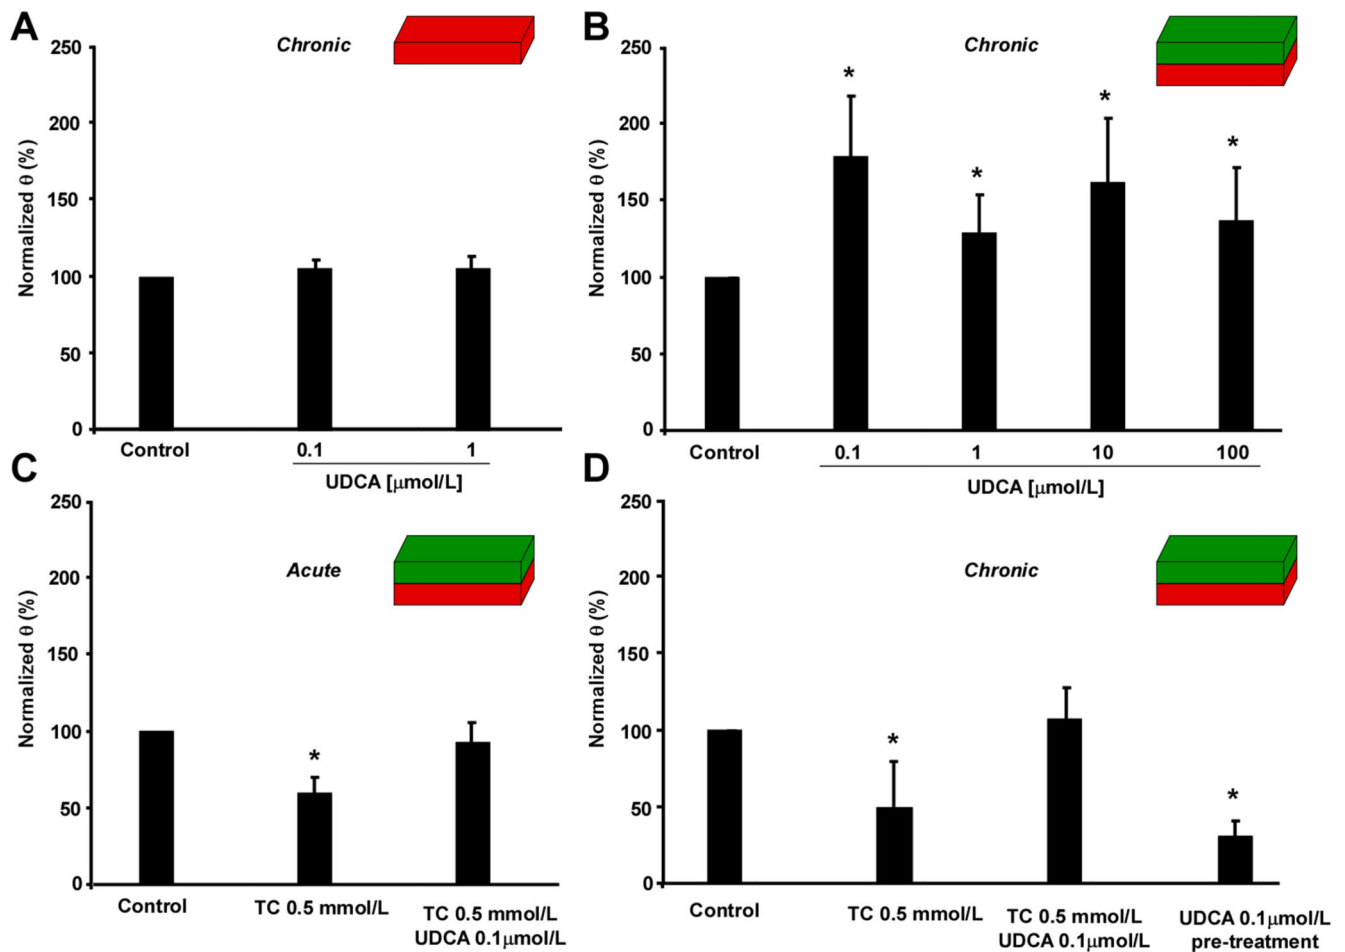 A
Chronic
Normalized θ (%)
250
200
150
100
50
0
Control
0.1
1
UDCA [μmol/L]
B
Chronic
Normalized θ (%)
250
200
150
100
50
0
*
*
*
*
Control
0.1
1
10
100
UDCA [μmol/L]
C
Acute
Normalized θ (%)
250
200
150
100
50
0
*
Control
TC 0.5 mmol/L
TC 0.5 mmol/L
UDCA 0.1μmol/L
D
Chronic
Normalized θ (%)
250
200
150
100
50
0
*
*
Control
TC 0.5 mmol/L
TC 0.5 mmol/L
UDCA 0.1μmol/L
UDCA 0.1μmol/L
pre-treatment